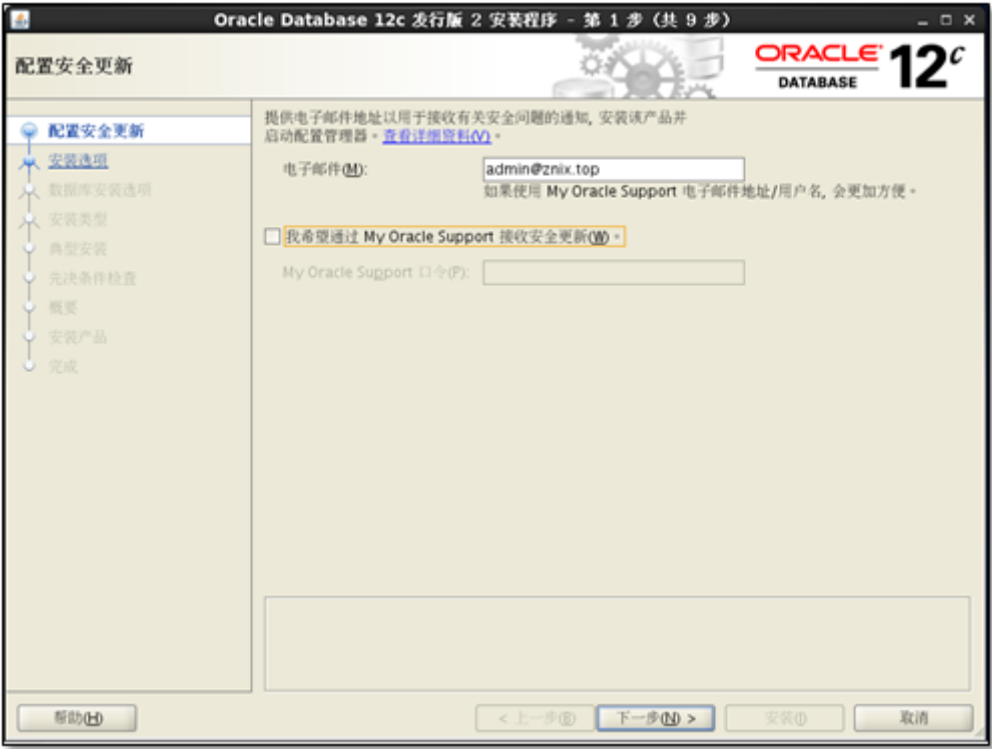 Oracle Database 12c 发行版 2 安装程序 - 第 1 步 (共 9 步)
配置安全更新
ORACLE
DATABASE
12c
配置安全更新
安装选项
数据库安装选项
安装类型
典型安装
先决条件检查
概要
安装产品
完成
提供电子邮件地址以用于接收有关安全问题的通知, 安装该产品并
启动配置管理器。查看详细资料(V)。
电子邮件(M):
admin@znix.top
如果使用 My Oracle Support 电子邮件地址/用户名, 会更加方便。
我希望通过 My Oracle Support 接收安全更新(W)。
My Oracle Support 口令(P):
帮助(H)
< 上一步(B)
下一步(N) >
安装(I)
取消